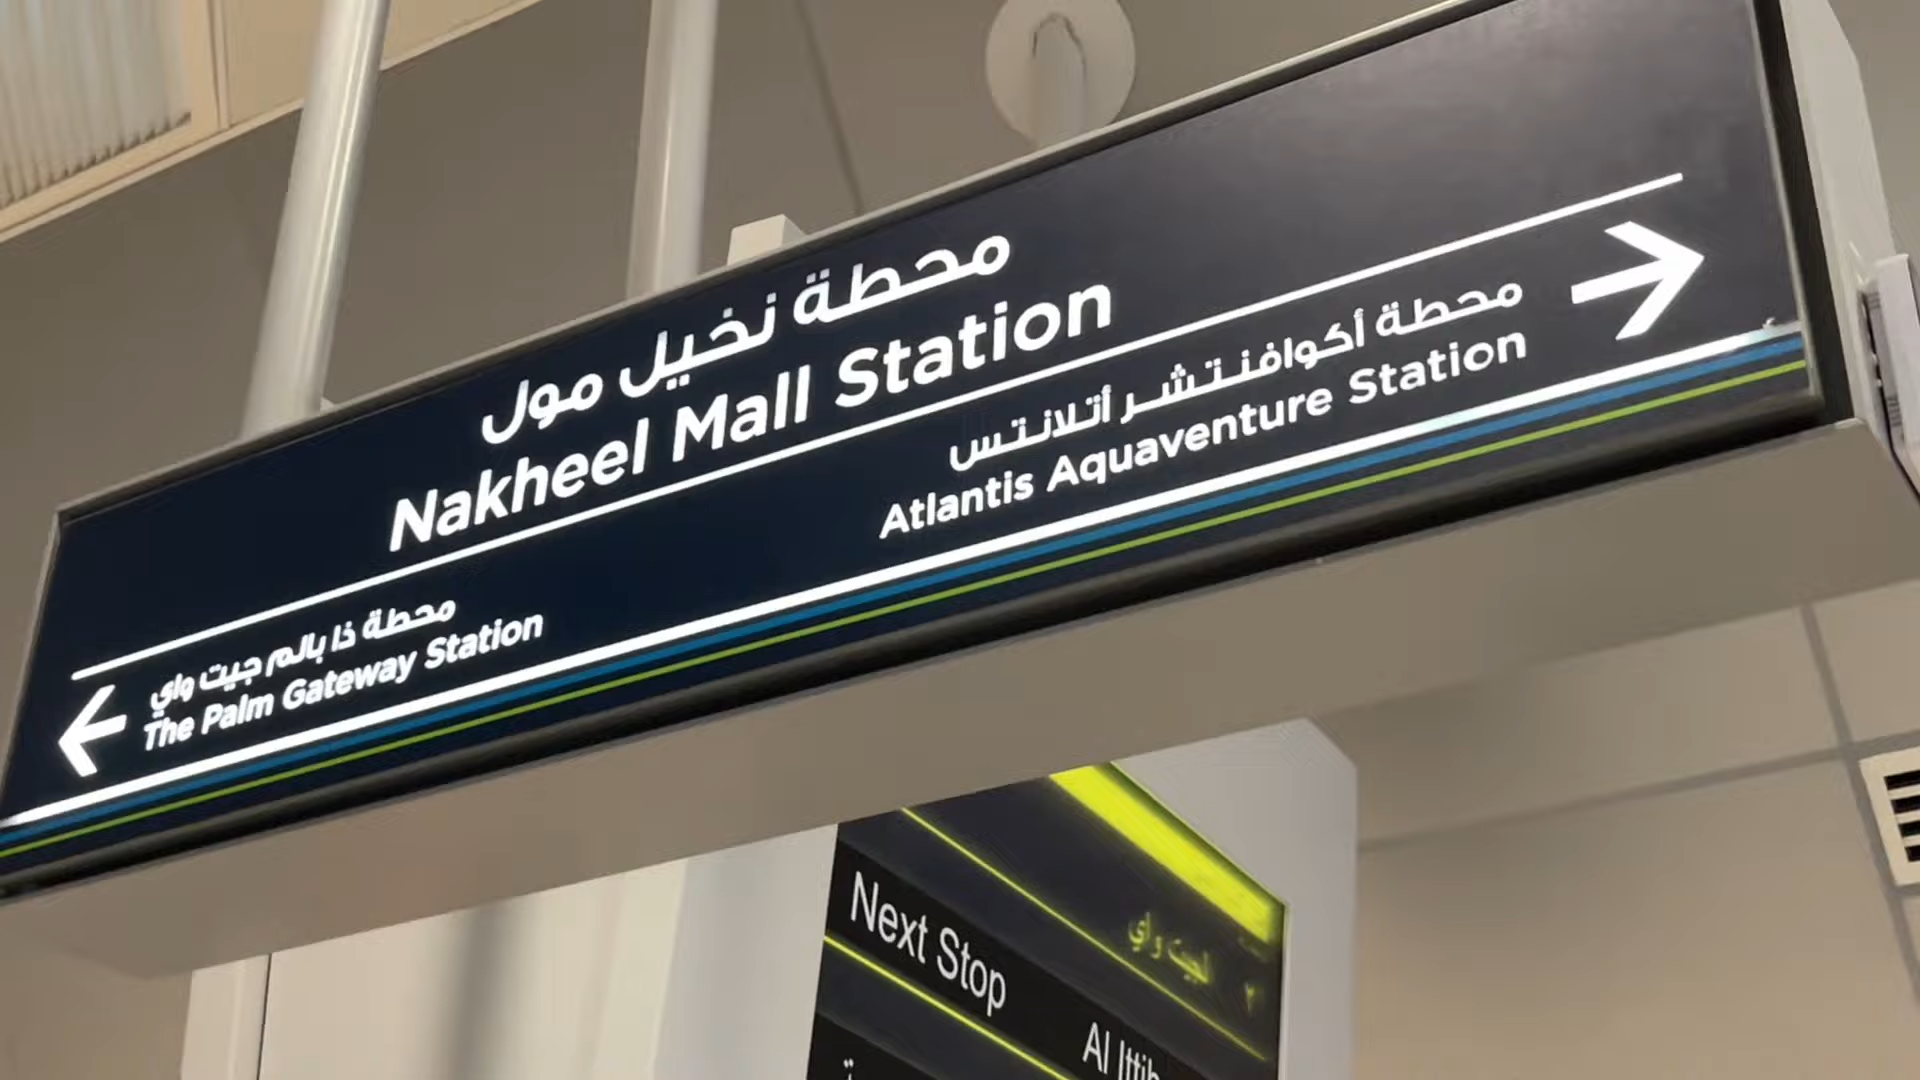 محطة نخيل مول
Nakheel Mall Station
محطة أكوافنتشر أتلانتس
Atlantis Aquaventure Station
محطة ذا بالم جيت واي
The Palm Gateway Station
Next Stop